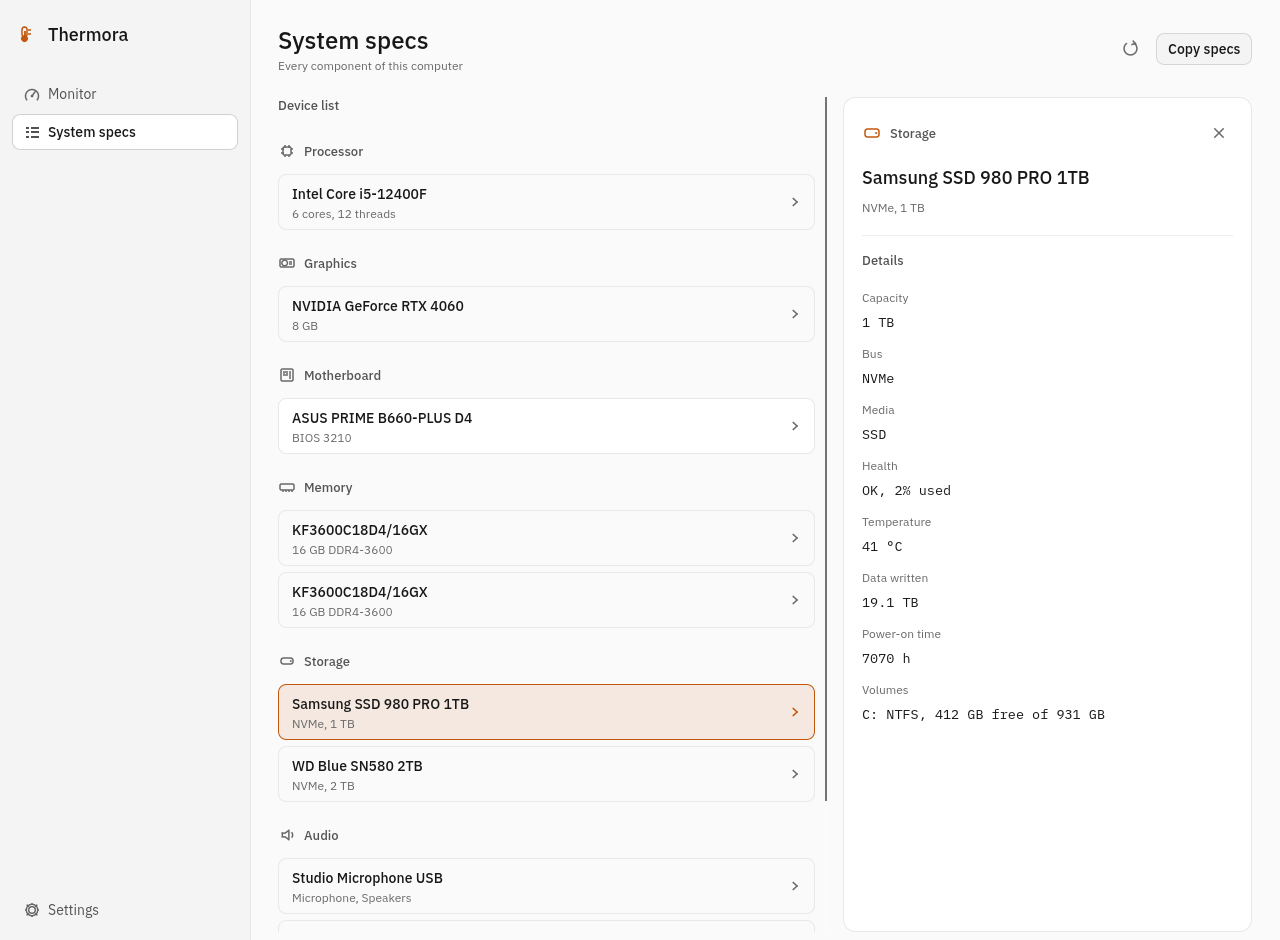 Thermora
Monitor
System specs
Settings
System specs
Every component of this computer
Copy specs
Device list
Processor
Intel Core i5-12400F
6 cores, 12 threads
Graphics
NVIDIA GeForce RTX 4060
8 GB
Motherboard
ASUS PRIME B660-PLUS D4
BIOS 3210
Memory
KF3600C18D4/16GX
16 GB DDR4-3600
KF3600C18D4/16GX
16 GB DDR4-3600
Storage
Samsung SSD 980 PRO 1TB
NVMe, 1 TB
WD Blue SN580 2TB
NVMe, 2 TB
Audio
Studio Microphone USB
Microphone, Speakers
Storage
Samsung SSD 980 PRO 1TB
NVMe, 1 TB
Details
Capacity
1 TB
Bus
NVMe
Media
SSD
Health
OK, 2% used
Temperature
41 °C
Data written
19.1 TB
Power-on time
7070 h
Volumes
C: NTFS, 412 GB free of 931 GB